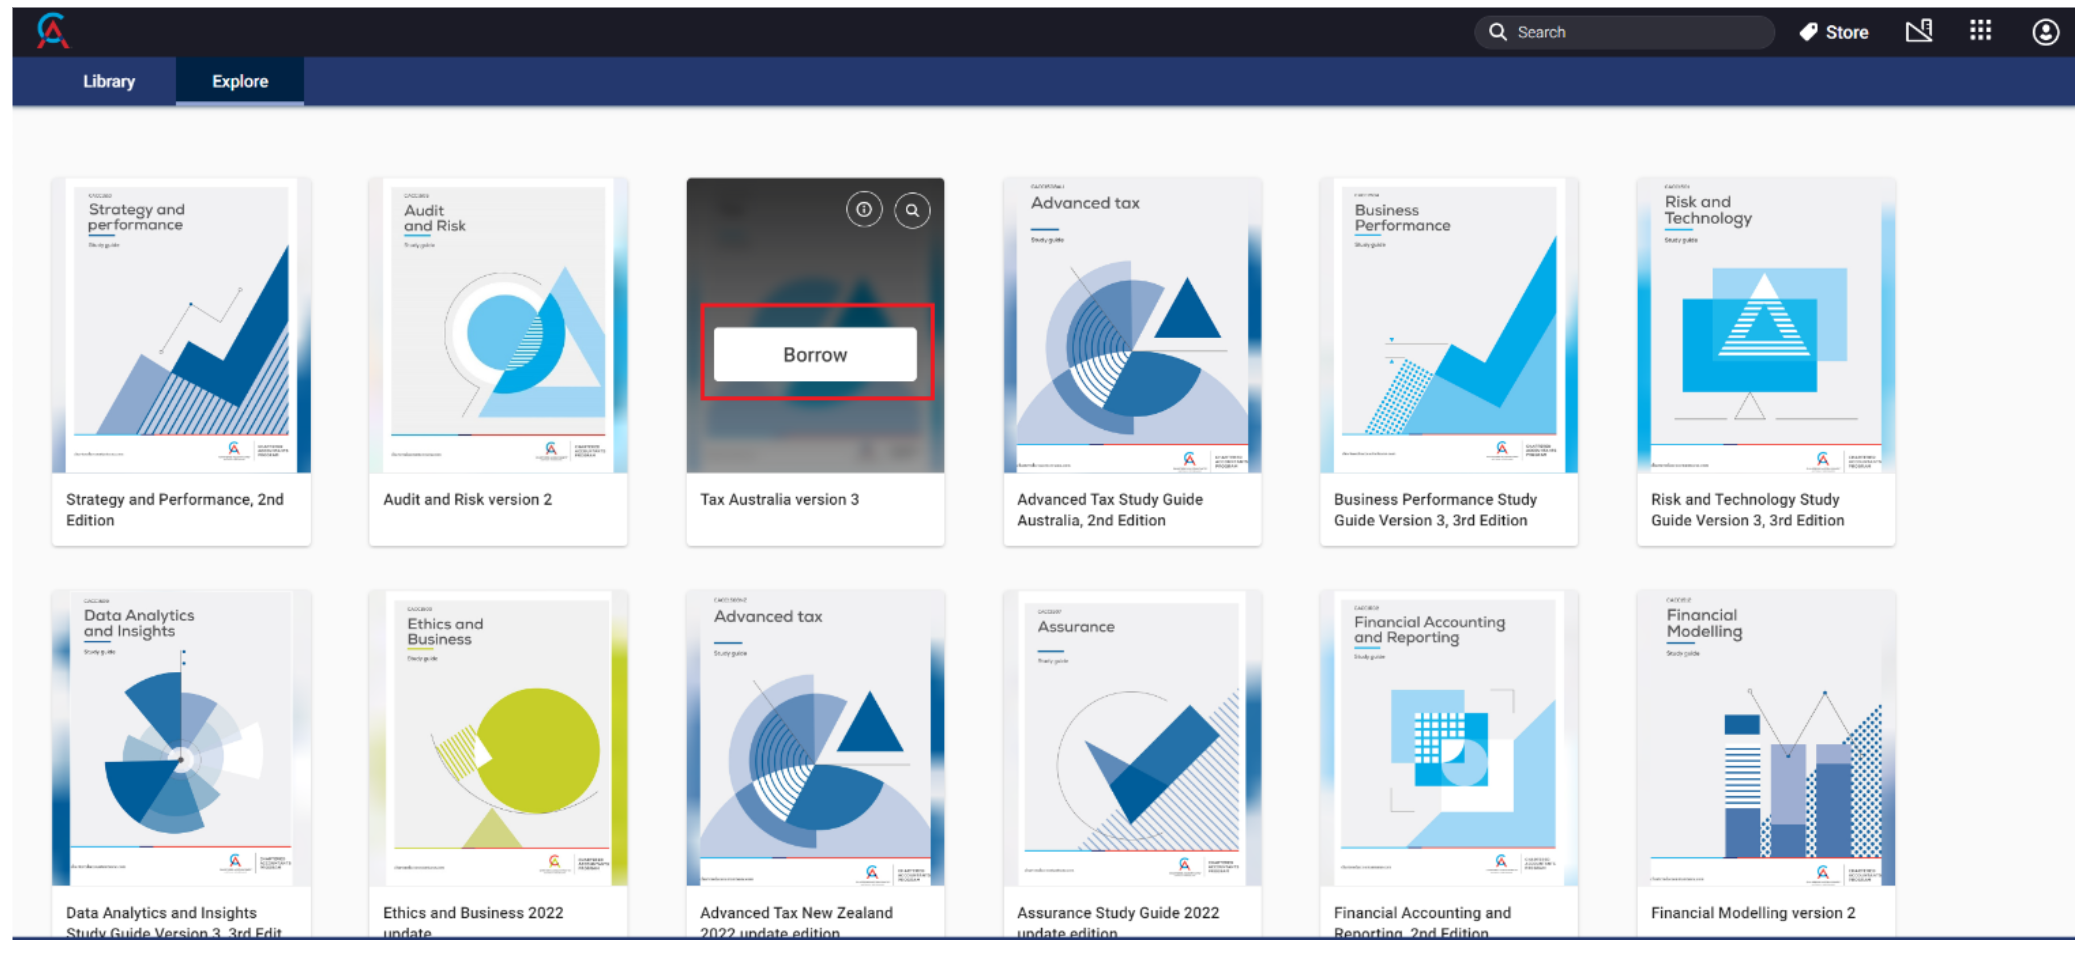 Search
Store
Library
Explore
Strategy and
performance
Study guide
Audit
and Risk
Study guide
Borrow
Advanced tax
Study guide
Business
Performance
Study guide
Risk and
Technology
Study guide
Strategy and Performance, 2nd
Edition
Audit and Risk version 2
Tax Australia version 3
Advanced Tax Study Guide
Australia, 2nd Edition
Business Performance Study
Guide Version 3, 3rd Edition
Risk and Technology Study
Guide Version 3, 3rd Edition
Data Analytics
and Insights
Study guide
Ethics and
Business
Study guide
Advanced tax
Study guide
Assurance
Study guide
Financial Accounting
and Reporting
Study guide
Financial
Modelling
Study guide
Data Analytics and Insights
Study Guide Version 3, 3rd Edit
Ethics and Business 2022
update
Advanced Tax New Zealand
2022 update edition
Assurance Study Guide 2022
update edition
Financial Accounting and
Reporting, 2nd Edition
Financial Modelling version 2